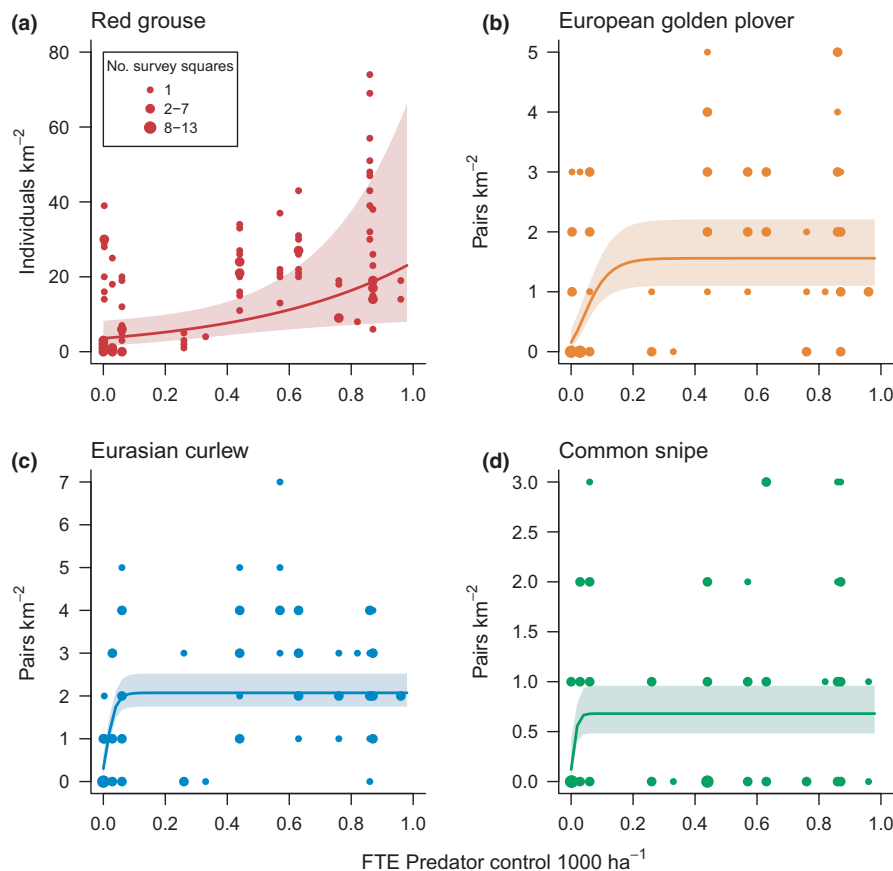 (a) Red grouse
80
60
40
20
0
Individuals km⁻²
No. survey squares
1
2–7
8–13
0.0 0.2 0.4 0.6 0.8 1.0
(b) European golden plover
5
4
3
2
1
0
Pairs km⁻²
0.0 0.2 0.4 0.6 0.8 1.0
(c) Eurasian curlew
7
6
5
4
3
2
1
0
Pairs km⁻²
0.0 0.2 0.4 0.6 0.8 1.0
(d) Common snipe
3.0
2.5
2.0
1.5
1.0
0.5
0.0
Pairs km⁻²
0.0 0.2 0.4 0.6 0.8 1.0
FTE Predator control 1000 ha⁻¹